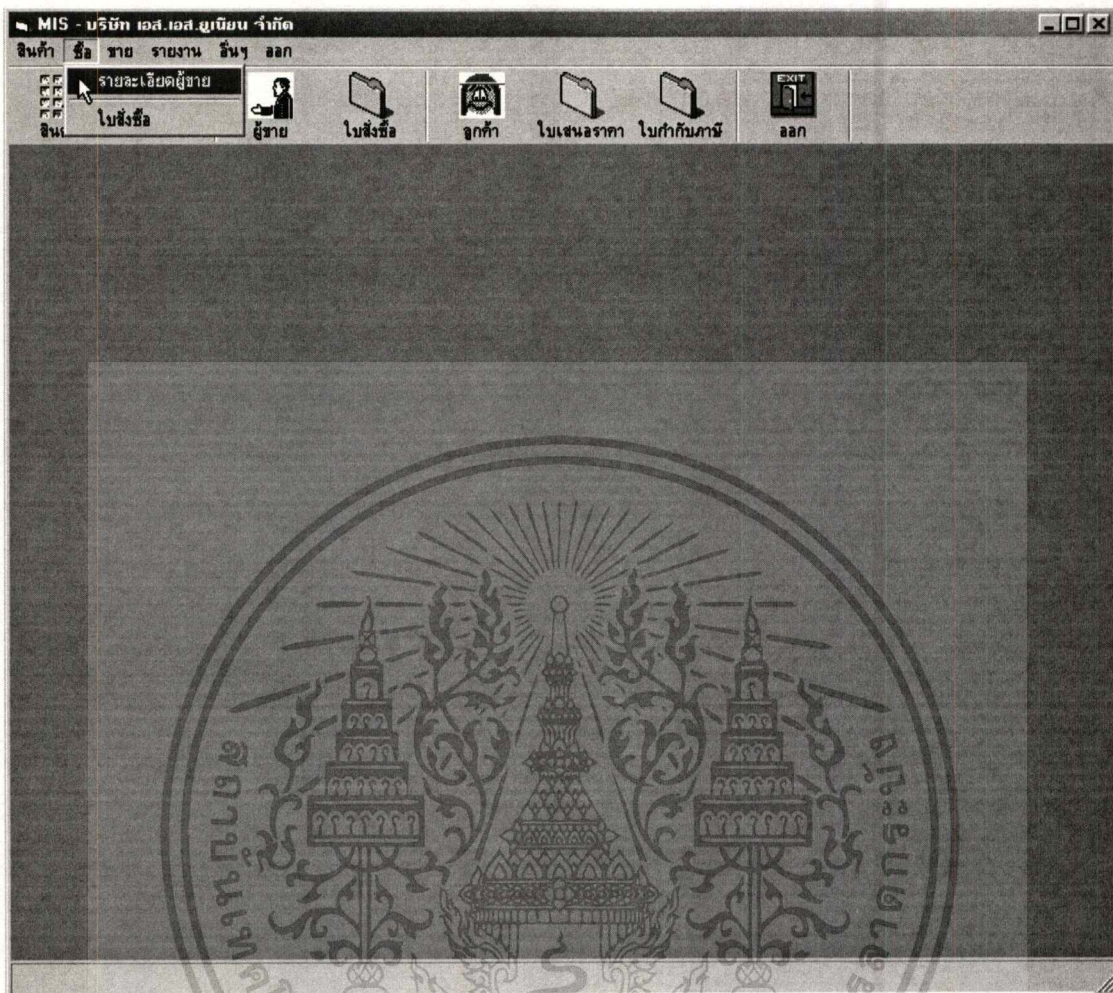 MIS - บริษัท เอส.เอส.ยูเนียน จำกัด
สินค้า ซื้อ ขาย รายงาน อื่นๆ ออก
รายละเอียดผู้ขาย
ใบสั่งซื้อ
EXIT
ผู้ขาย ใบสั่งซื้อ ลูกค้า ใบเสนอราคา ใบกำกับภาษี ออก